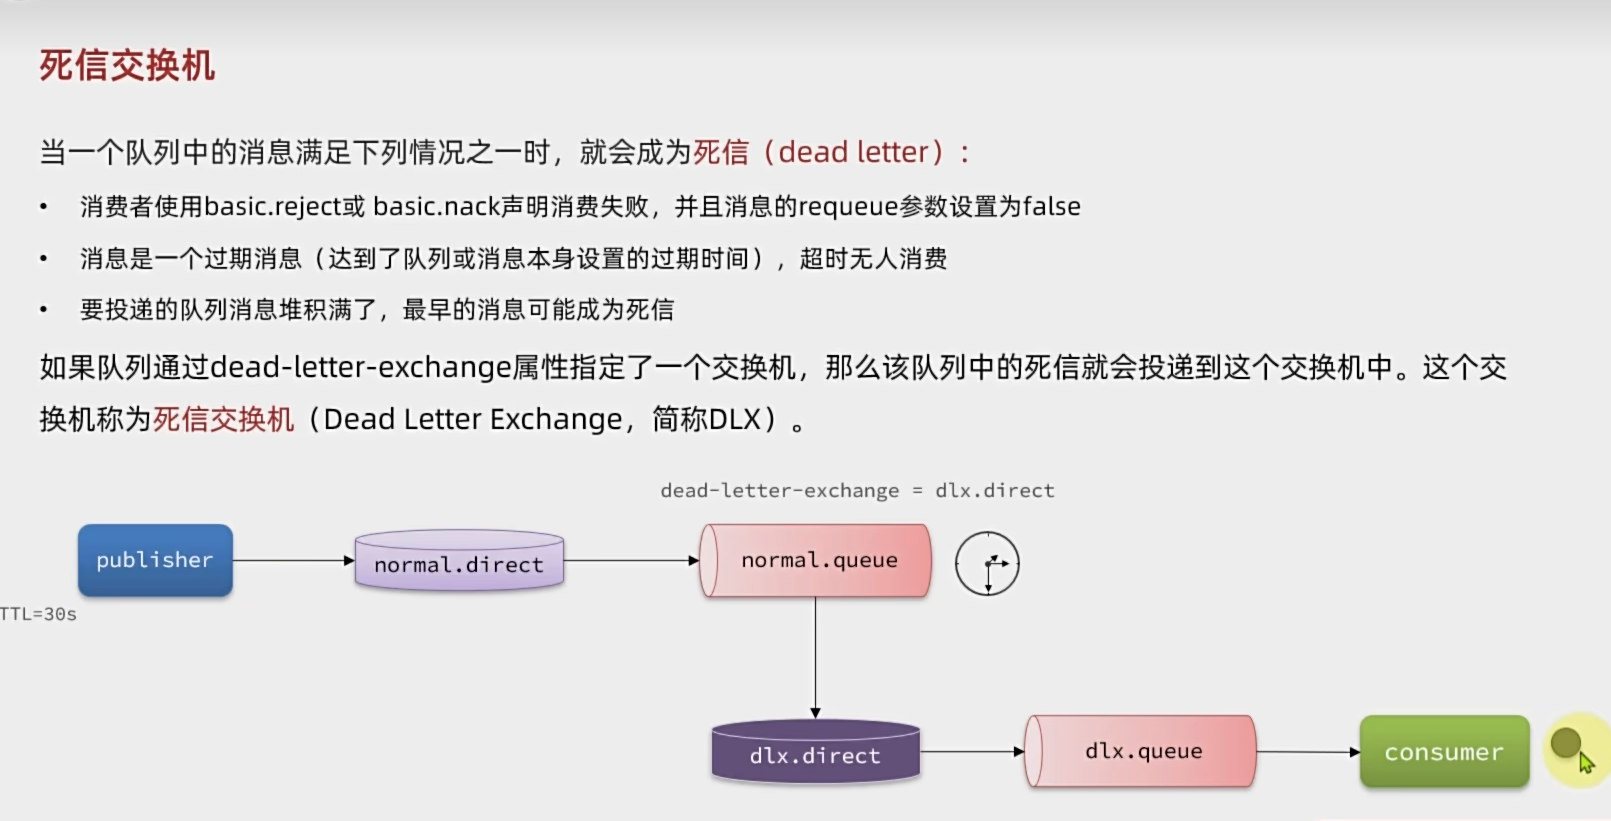 死信交换机
当一个队列中的消息满足下列情况之一时，就会成为死信（dead letter）：
• 消费者使用basic.reject或 basic.nack声明消费失败，并且消息的requeue参数设置为false
• 消息是一个过期消息（达到了队列或消息本身设置的过期时间），超时无人消费
• 要投递的队列消息堆积满了，最早的消息可能成为死信
如果队列通过dead-letter-exchange属性指定了一个交换机，那么该队列中的死信就会投递到这个交换机中。这个交
换机称为死信交换机（Dead Letter Exchange，简称DLX）。
dead-letter-exchange = dlx.direct
publisher
normal.direct
normal.queue
TTL=30s
dlx.direct
dlx.queue
consumer